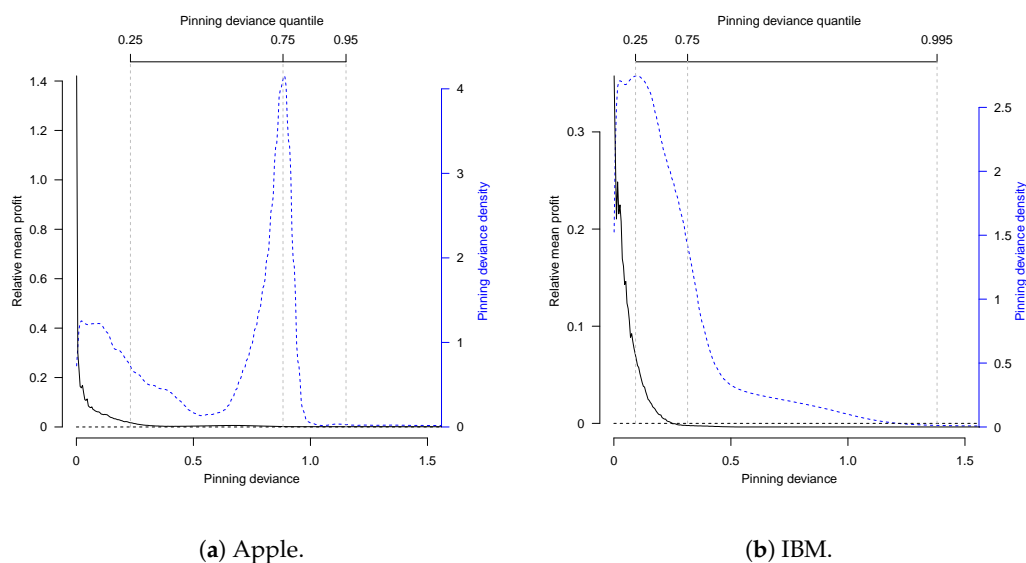 Pinning deviance quantile
0.25 0.75 0.95
Relative mean profit
1.4
1.2
1.0
0.8
0.6
0.4
0.2
0
4
3
2
1
0
Pinning deviance density
0 0.5 1.0 1.5
Pinning deviance
(a) Apple.
Pinning deviance quantile
0.25 0.75 0.995
Relative mean profit
0.3
0.2
0.1
0
2.5
2
1.5
1
0.5
0
Pinning deviance density
0 0.5 1.0 1.5
Pinning deviance
(b) IBM.